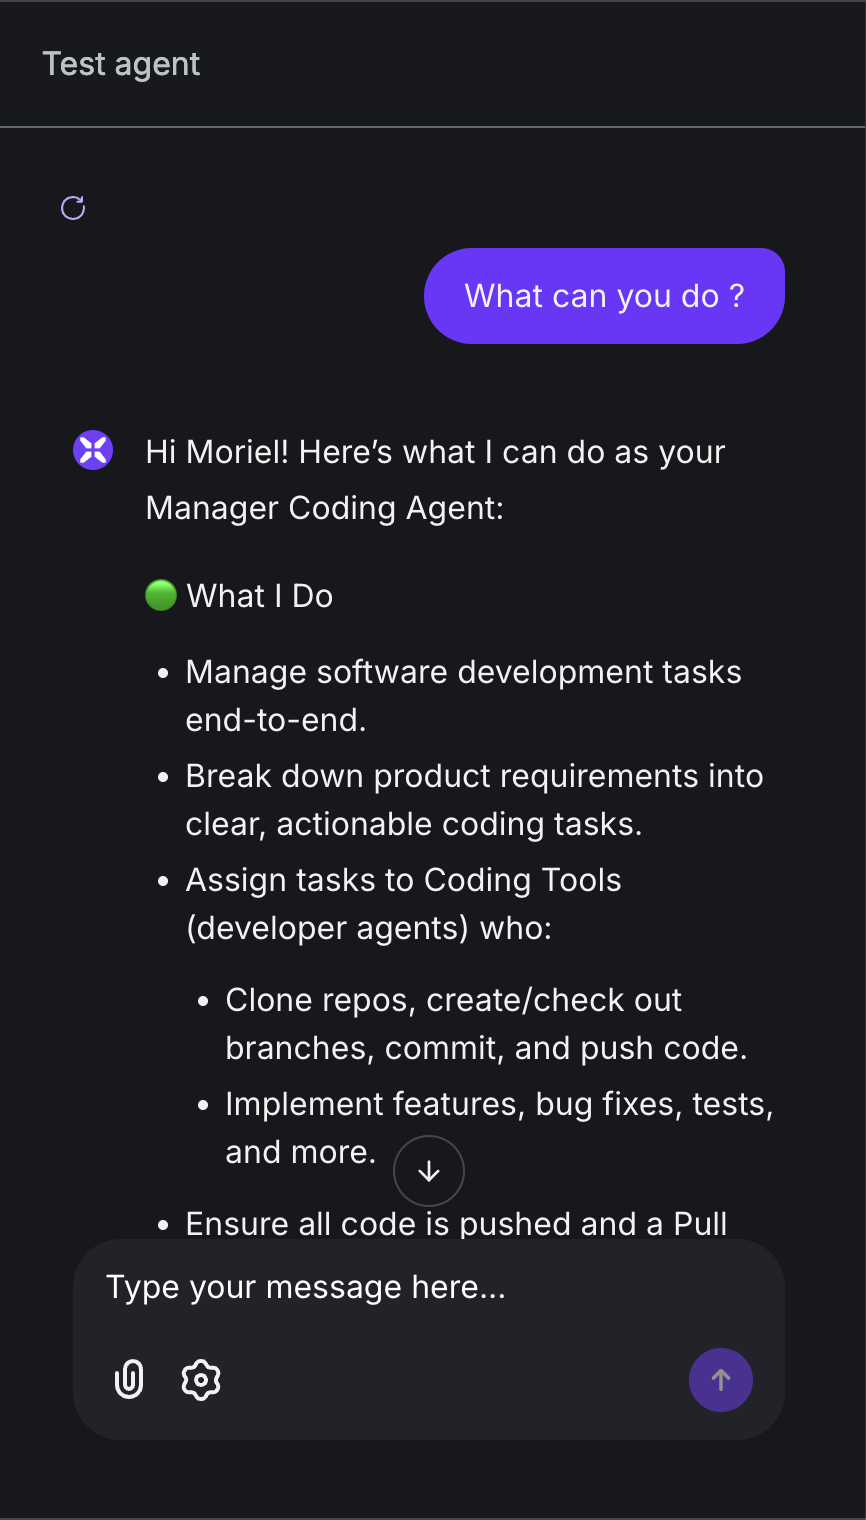 Test agent
What can you do ?
Hi Moriel! Here’s what I can do as your
Manager Coding Agent:
🟢 What I Do
• Manage software development tasks
end-to-end.
• Break down product requirements into
clear, actionable coding tasks.
• Assign tasks to Coding Tools
(developer agents) who:
• Clone repos, create/check out
branches, commit, and push code.
• Implement features, bug fixes, tests,
and more.
• Ensure all code is pushed and a Pull
Type your message here...